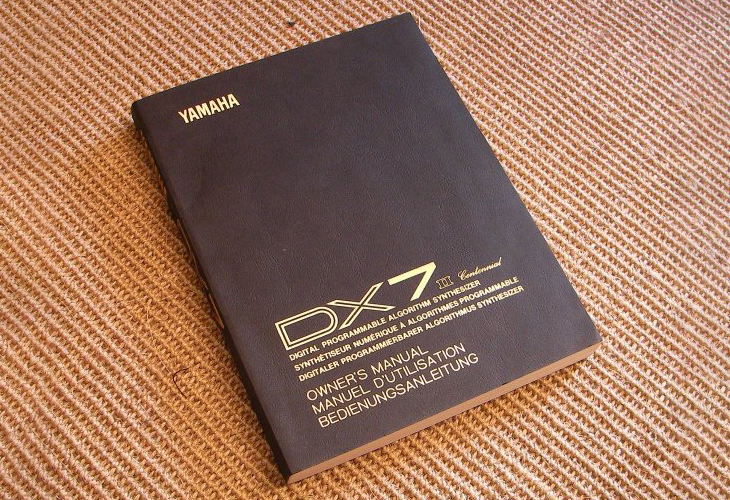 YAMAHA
DX7 II Centennial
DIGITAL PROGRAMMABLE ALGORITHM SYNTHESIZER
SYNTHÉTISEUR NUMÉRIQUE À ALGORITHMES PROGRAMMABLE
DIGITALER PROGRAMMIERBARER ALGORITHMUS SYNTHESIZER
OWNER'S MANUAL
MANUEL D'UTILISATION
BEDIENUNGSANLEITUNG